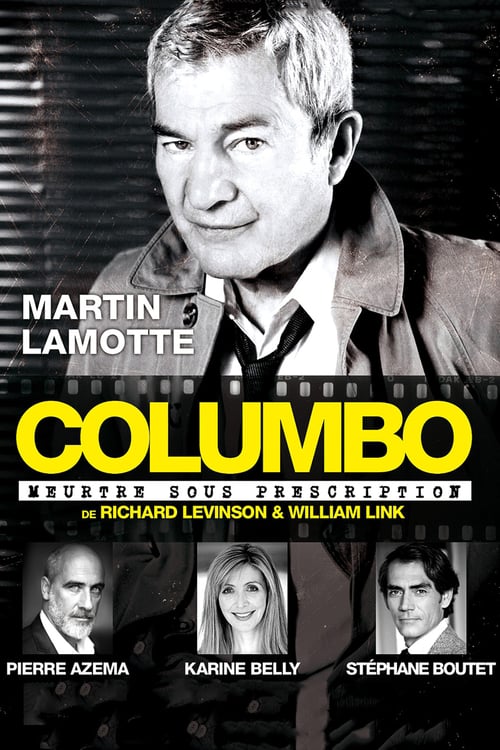 MARTIN
LAMOTTE
COLUMBO
MEURTRE SOUS PRESCRIPTION
DE RICHARD LEVINSON & WILLIAM LINK
PIERRE AZEMA
KARINE BELLY
STÉPHANE BOUTET